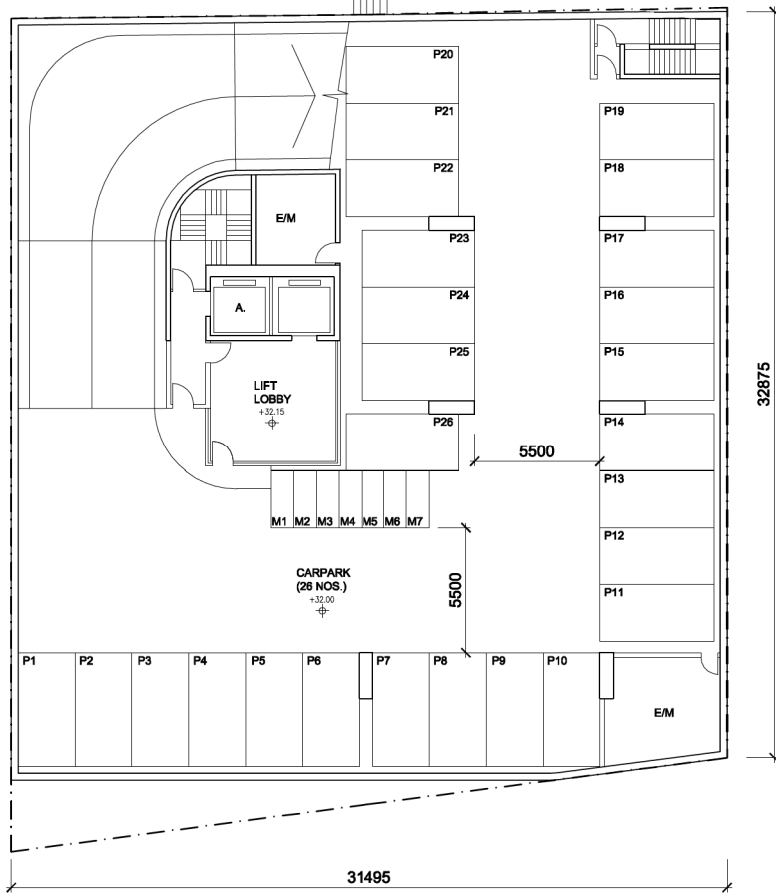 P20
P21
P19
P22
P18
E/M
P23
P17
P24
P16
A.
P25
P15
LIFT
LOBBY
+32.15
32875
P26
P14
5500
P13
M1 M2 M3 M4 M5 M6 M7
P12
CARPARK
(26 NOS.)
+32.00
5500
P11
P1 P2 P3 P4 P5 P6 P7 P8 P9 P10
E/M
31495